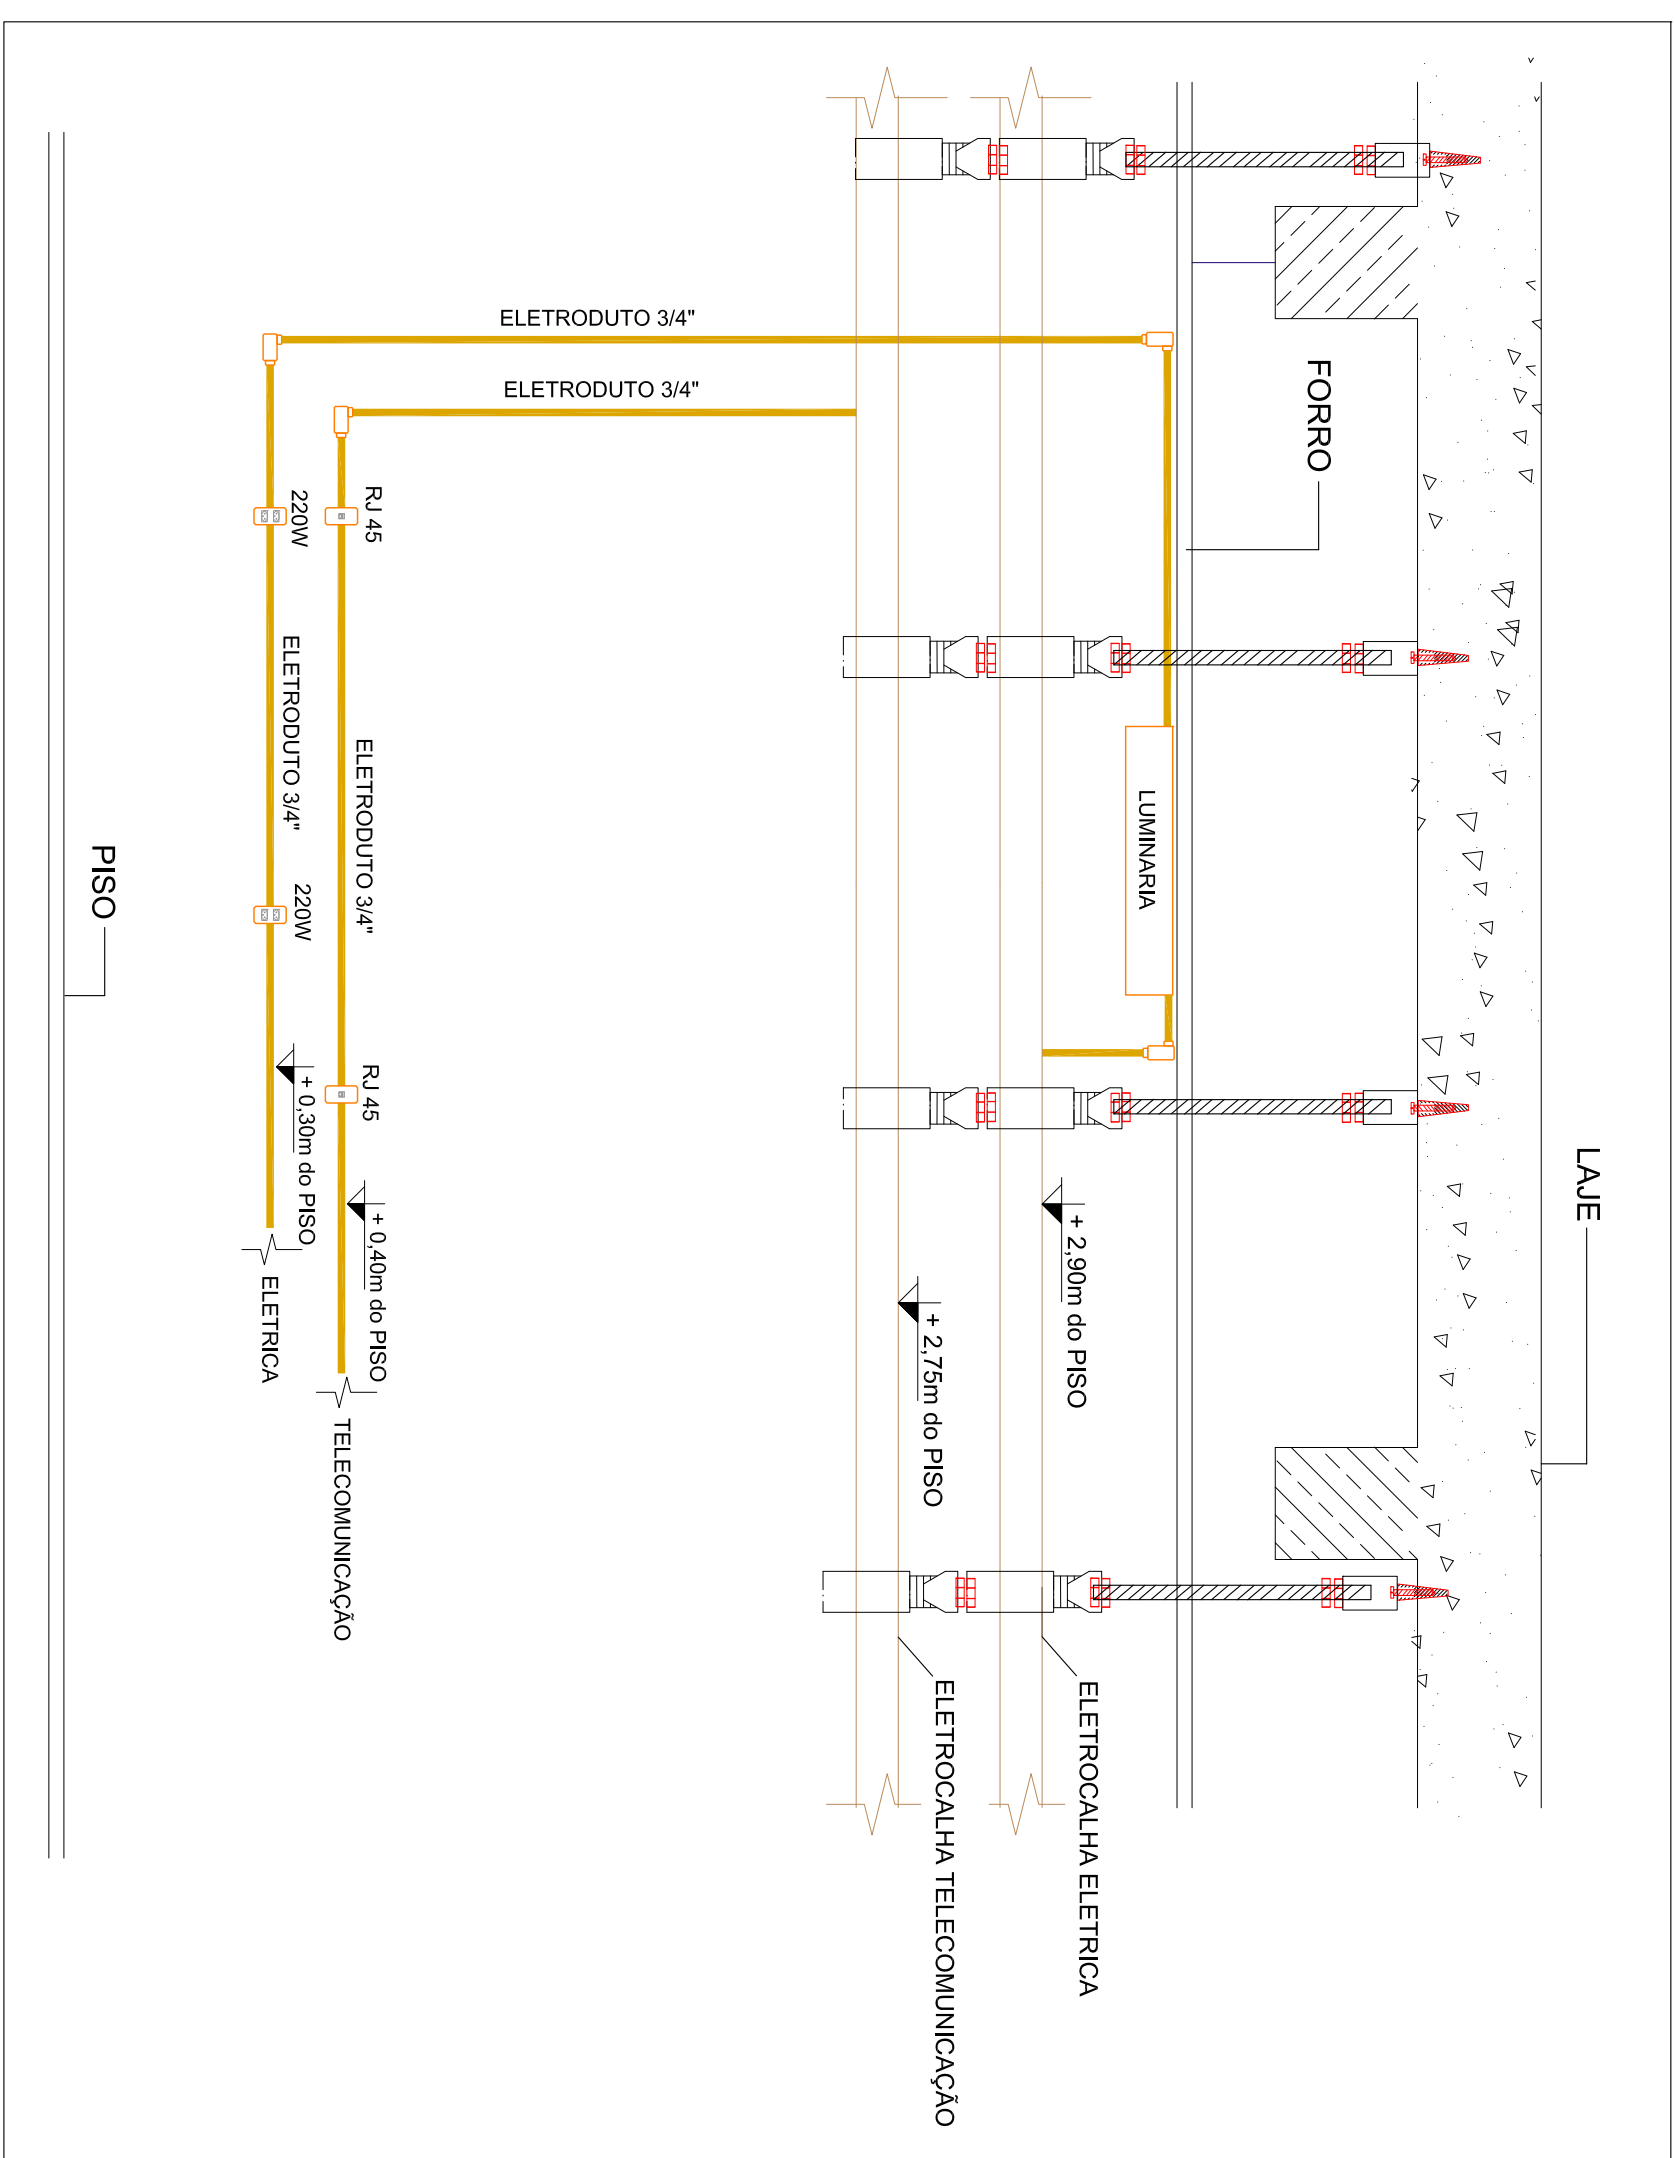 LAJE
FORRO
LUMINARIA
+ 2,90m do PISO
ELETROCALHA ELETRICA
+ 2,75m do PISO
ELETROCALHA TELECOMUNICAÇÃO
ELETRODUTO 3/4"
ELETRODUTO 3/4"
RJ 45
RJ 45
ELETRODUTO 3/4"
+ 0,40m do PISO
TELECOMUNICAÇÃO
220W
220W
ELETRODUTO 3/4"
+ 0,30m do PISO
ELETRICA
PISO